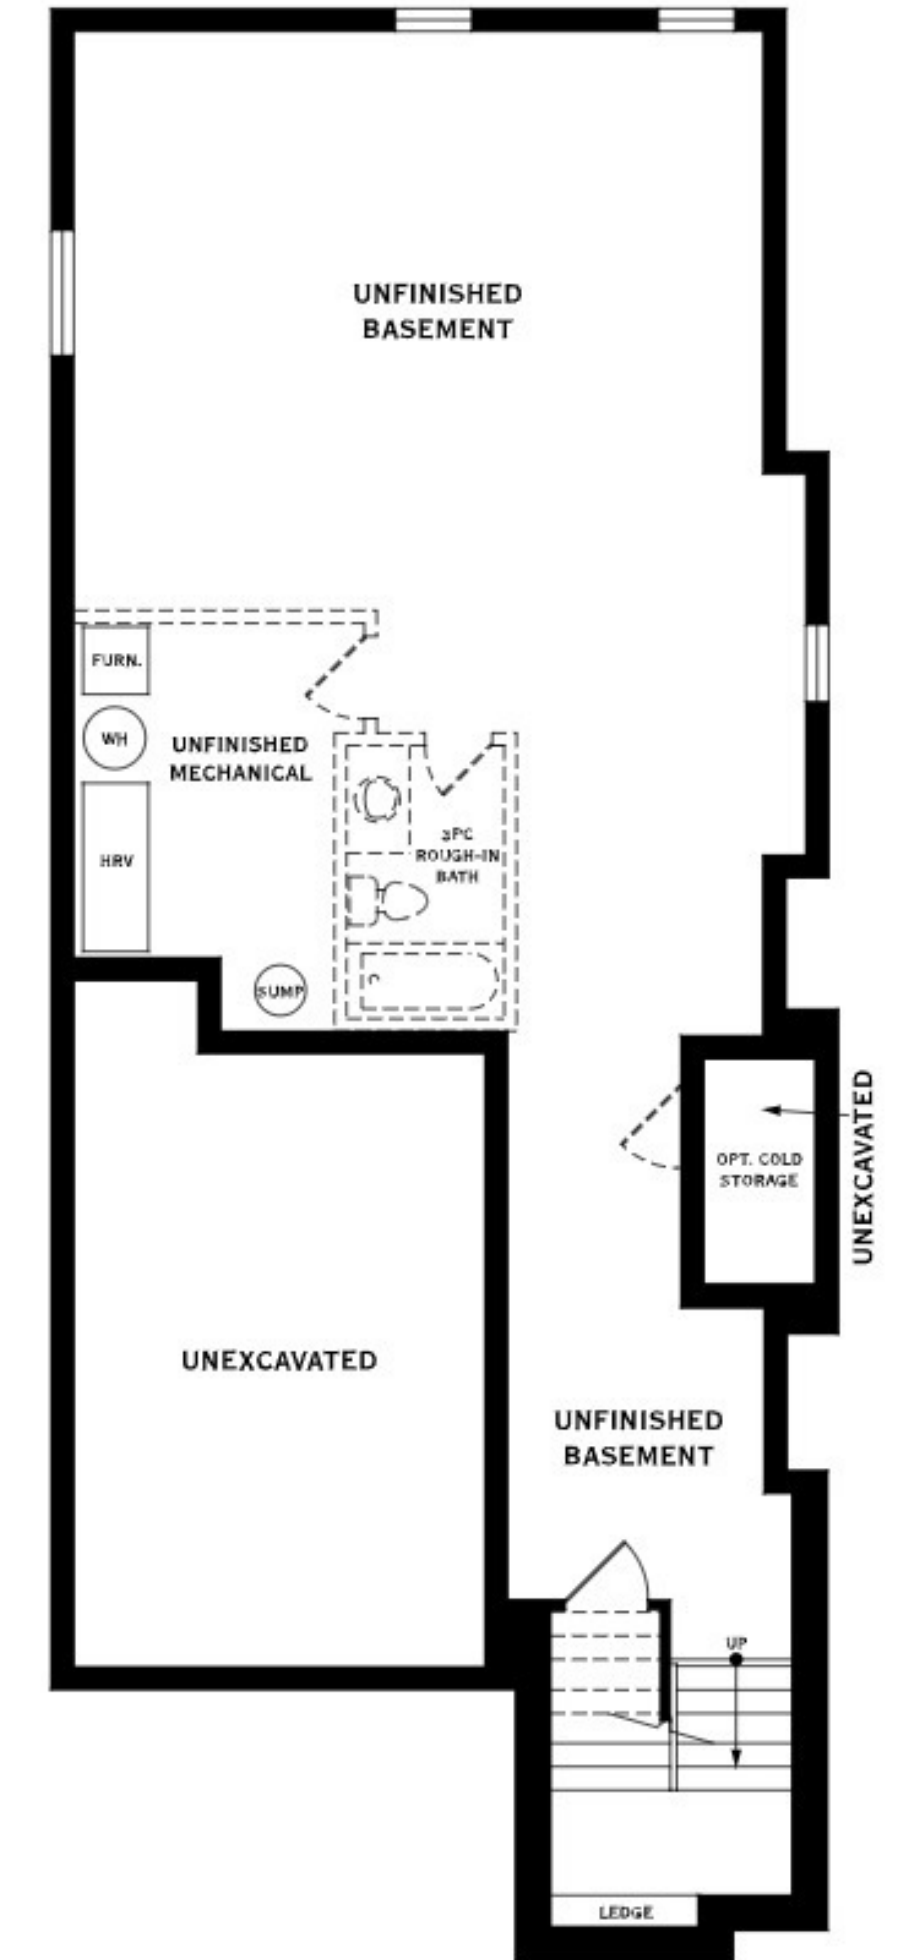 UNFINISHED
BASEMENT
FURN.
WH
UNFINISHED
MECHANICAL
HRV
3PC
ROUGH-IN
BATH
SUMP
OPT. COLD
STORAGE
UNEXCAVATED
UNEXCAVATED
UNFINISHED
BASEMENT
UP
LEDGE